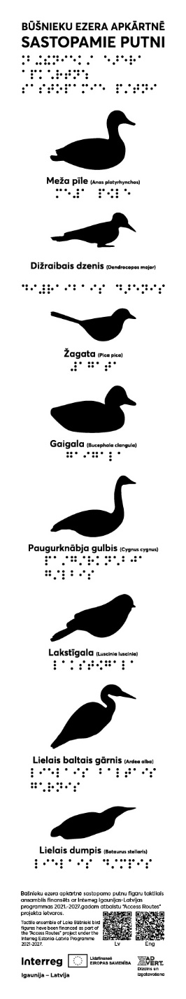 BŪŠNIEKU EZERA APKĀRTNĒ
SASTOPAMIE PUTNI
Meža pīle (Anas platyrhynchos)
Dižraibais dzenis (Dendrocopos major)
Žagata (Pica pica)
Gaigala (Bucephala clangula)
Paugurknābja gulbis (Cygnus cygnus)
Lakstīgala (Luscinia luscinia)
Lielais baltais gārnis (Ardea alba)
Lielais dumpis (Botaurus stellaris)
Būšnieku ezera apkārtnē sastopamo putnu figūru taktilais
ansamblis finansēts ar Interreg Igaunijas-Latvijas
programmas 2021.-2027.gadam atbalstu "Access Routes"
projekta ietvaros.
Tactile ensemble of Lake Būšnieki bird
figures have been financed as part of
the "Access Routes" project under the
Interreg Estonia-Latvia Programme
2021-2027.
Lv
Eng
Interreg
Līdzfinansē
EIROPAS SAVIENĪBA
Igaunija – Latvija
AD
VERT.
Dizains un
izgatavošana